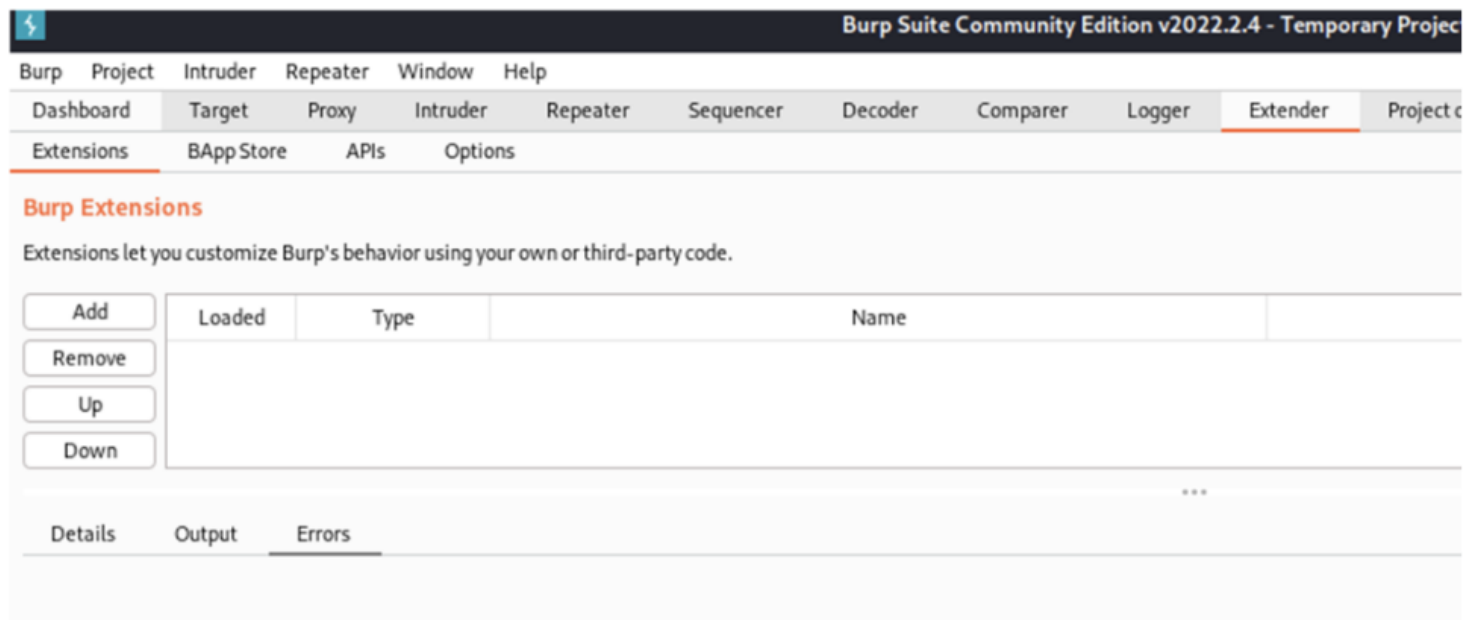 Burp Suite Community Edition v2022.2.4 - Temporary Projec
Burp Project Intruder Repeater Window Help
Dashboard Target Proxy Intruder Repeater Sequencer Decoder Comparer Logger Extender Project
Extensions BApp Store APIs Options
Burp Extensions
Extensions let you customize Burp's behavior using your own or third-party code.
Add Loaded Type Name
Remove
Up
Down
Details Output Errors